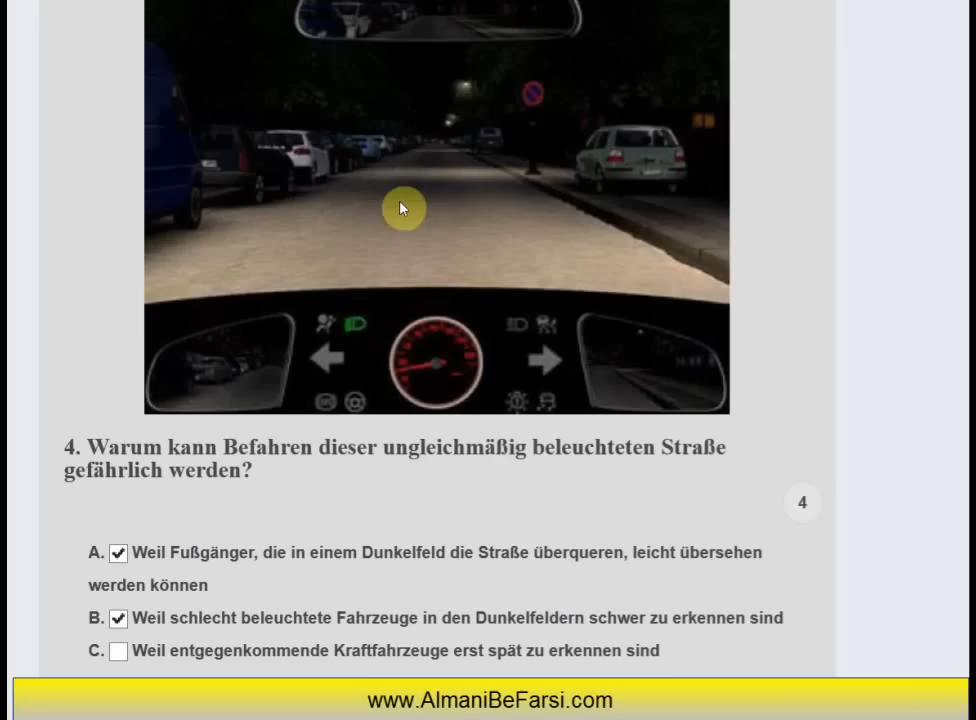 4. Warum kann Befahren dieser ungleichmäßig beleuchteten Straße
gefährlich werden?
4
A. Weil Fußgänger, die in einem Dunkelfeld die Straße überqueren, leicht übersehen
werden können
B. Weil schlecht beleuchtete Fahrzeuge in den Dunkelfeldern schwer zu erkennen sind
C. Weil entgegenkommende Kraftfahrzeuge erst spät zu erkennen sind
www.AlmaniBeFarsi.com